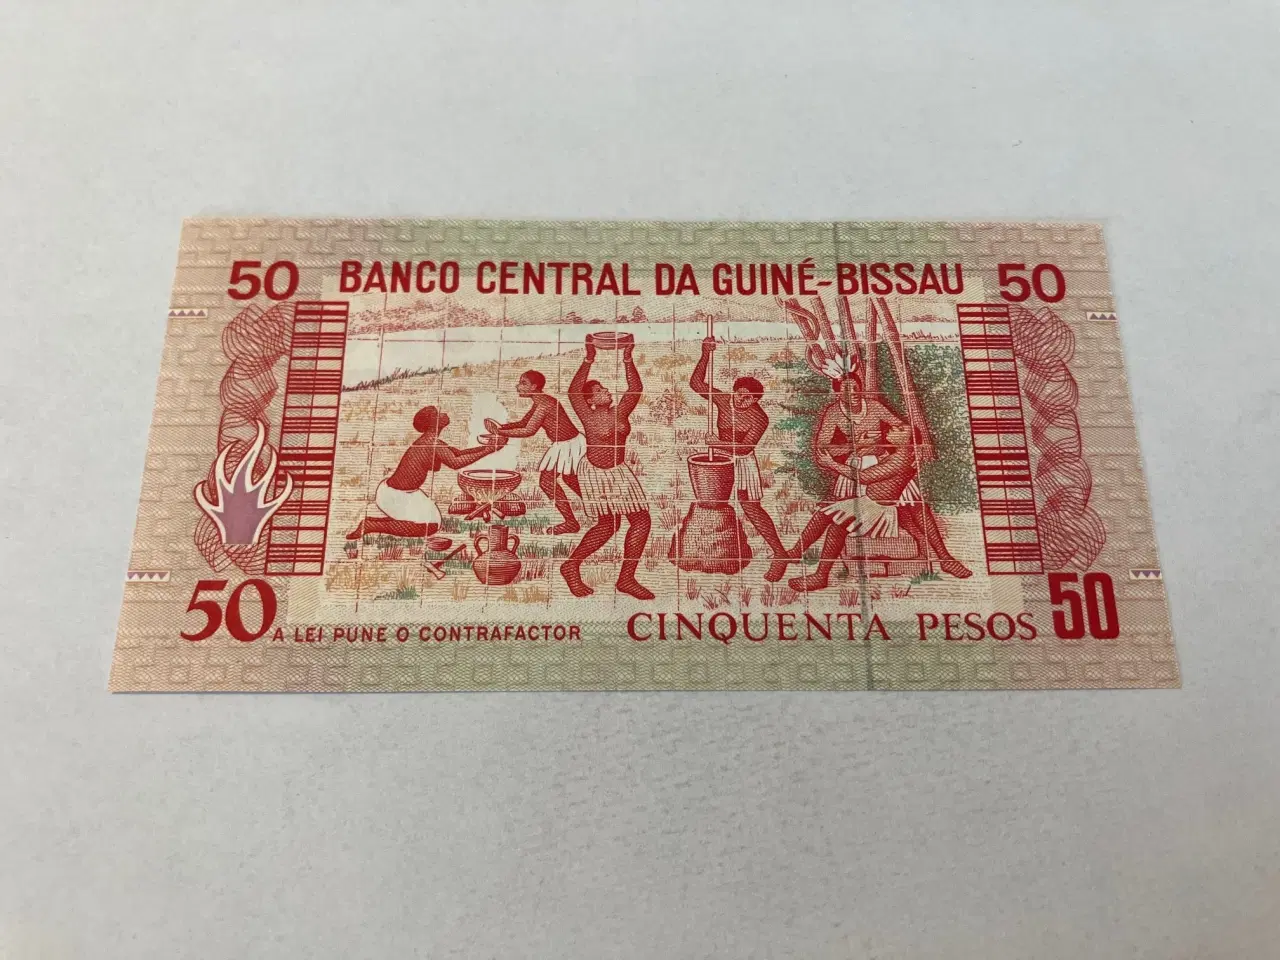 50 BANCO CENTRAL DA GUINÉ-BISSAU 50
50 A LEI PUNE O CONTRAFACTOR CINQUENTA PESOS 50